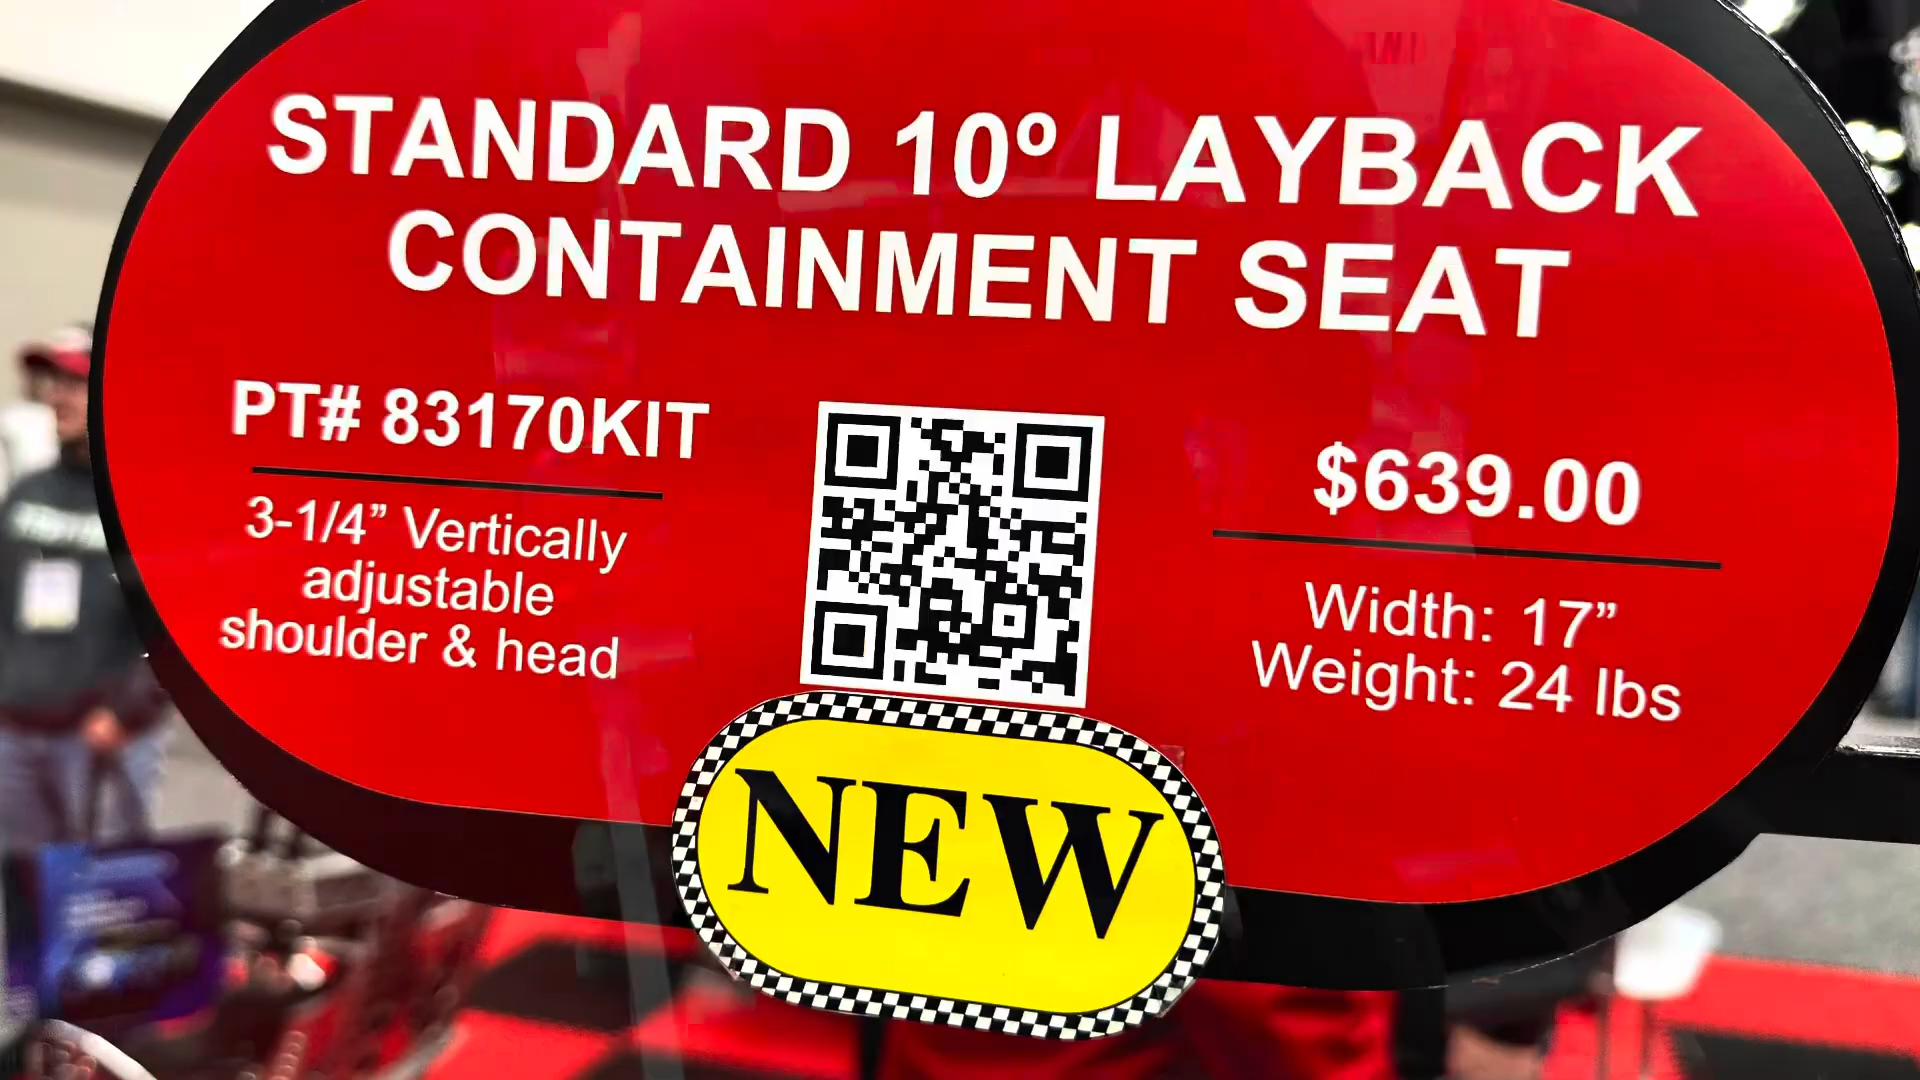 STANDARD 10º LAYBACK
CONTAINMENT SEAT
PT# 83170KIT
3-1/4” Vertically
adjustable
shoulder & head
$639.00
Width: 17”
Weight: 24 lbs
NEW